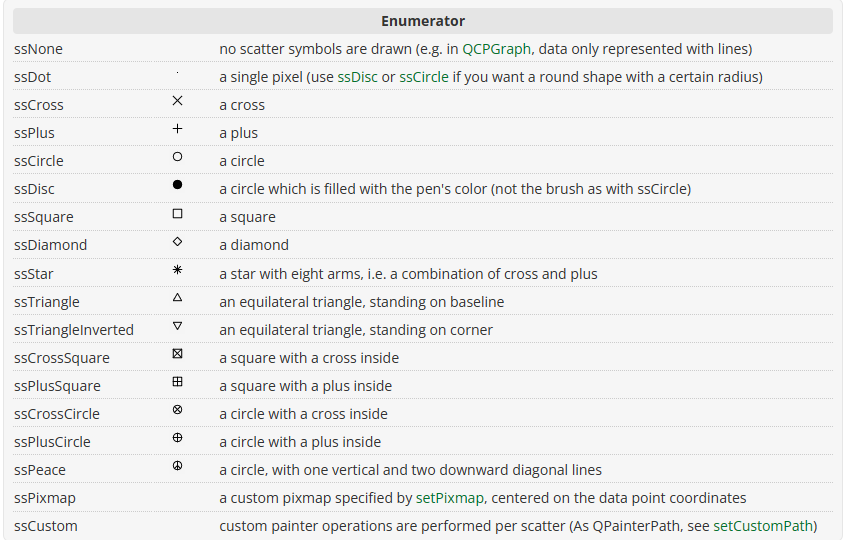 Enumerator
ssNone no scatter symbols are drawn (e.g. in QCPGraph, data only represented with lines)
ssDot a single pixel (use ssDisc or ssCircle if you want a round shape with a certain radius)
ssCross a cross
ssPlus a plus
ssCircle a circle
ssDisc a circle which is filled with the pen's color (not the brush as with ssCircle)
ssSquare a square
ssDiamond a diamond
ssStar a star with eight arms, i.e. a combination of cross and plus
ssTriangle an equilateral triangle, standing on baseline
ssTriangleInverted an equilateral triangle, standing on corner
ssCrossSquare a square with a cross inside
ssPlusSquare a square with a plus inside
ssCrossCircle a circle with a cross inside
ssPlusCircle a circle with a plus inside
ssPeace a circle, with one vertical and two downward diagonal lines
ssPixmap a custom pixmap specified by setPixmap, centered on the data point coordinates
ssCustom custom painter operations are performed per scatter (As QPainterPath, see setCustomPath)